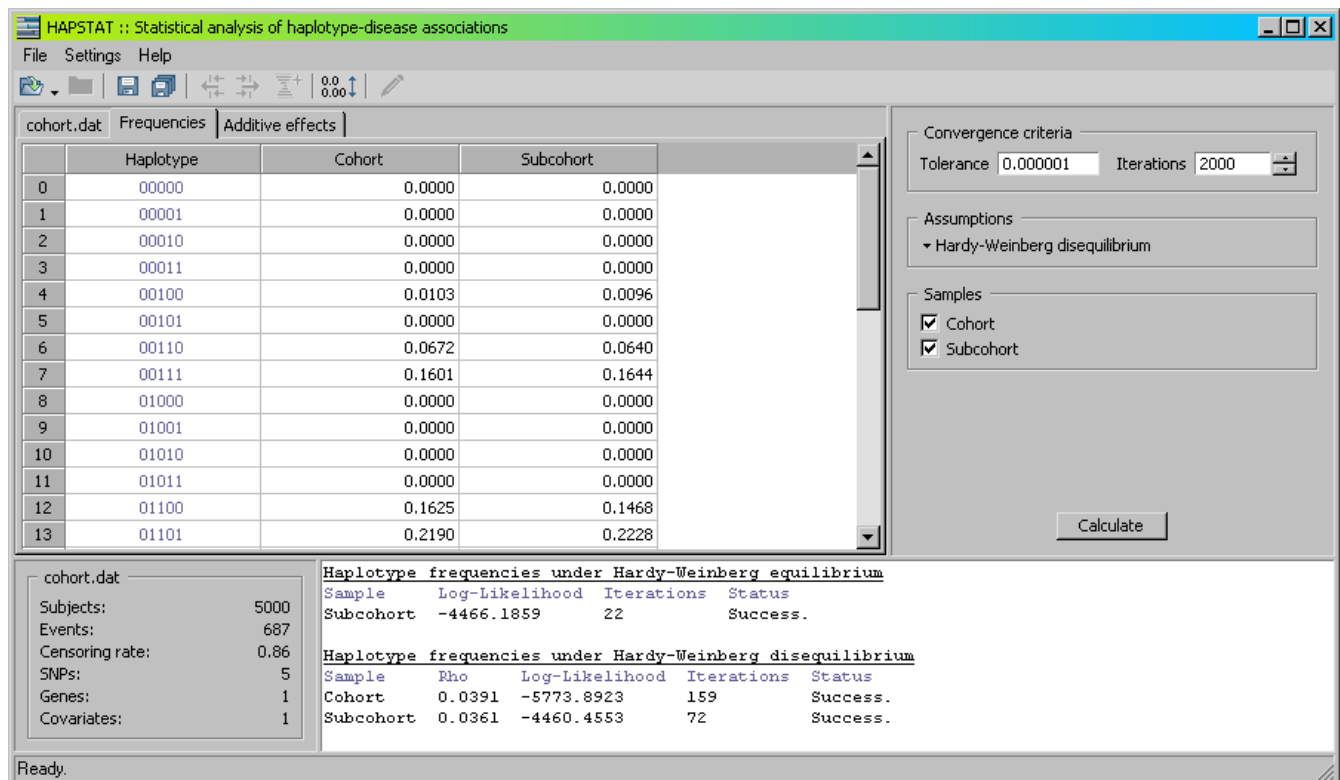 HAPSTAT :: Statistical analysis of haplotype-disease associations
File Settings Help
0.0
0.00
cohort.dat Frequencies Additive effects
Haplotype Cohort Subcohort
0 00000 0.0000 0.0000
1 00001 0.0000 0.0000
2 00010 0.0000 0.0000
3 00011 0.0000 0.0000
4 00100 0.0103 0.0096
5 00101 0.0000 0.0000
6 00110 0.0672 0.0640
7 00111 0.1601 0.1644
8 01000 0.0000 0.0000
9 01001 0.0000 0.0000
10 01010 0.0000 0.0000
11 01011 0.0000 0.0000
12 01100 0.1625 0.1468
13 01101 0.2190 0.2228
Convergence criteria
Tolerance 0.000001 Iterations 2000
Assumptions
Hardy-Weinberg disequilibrium
Samples
Cohort
Subcohort
Calculate
cohort.dat
Subjects: 5000
Events: 687
Censoring rate: 0.86
SNPs: 5
Genes: 1
Covariates: 1
Haplotype frequencies under Hardy-Weinberg equilibrium
Sample Log-Likelihood Iterations Status
Subcohort -4466.1859 22 Success.
Haplotype frequencies under Hardy-Weinberg disequilibrium
Sample Rho Log-Likelihood Iterations Status
Cohort 0.0391 -5773.8923 159 Success.
Subcohort 0.0361 -4460.4553 72 Success.
Ready.